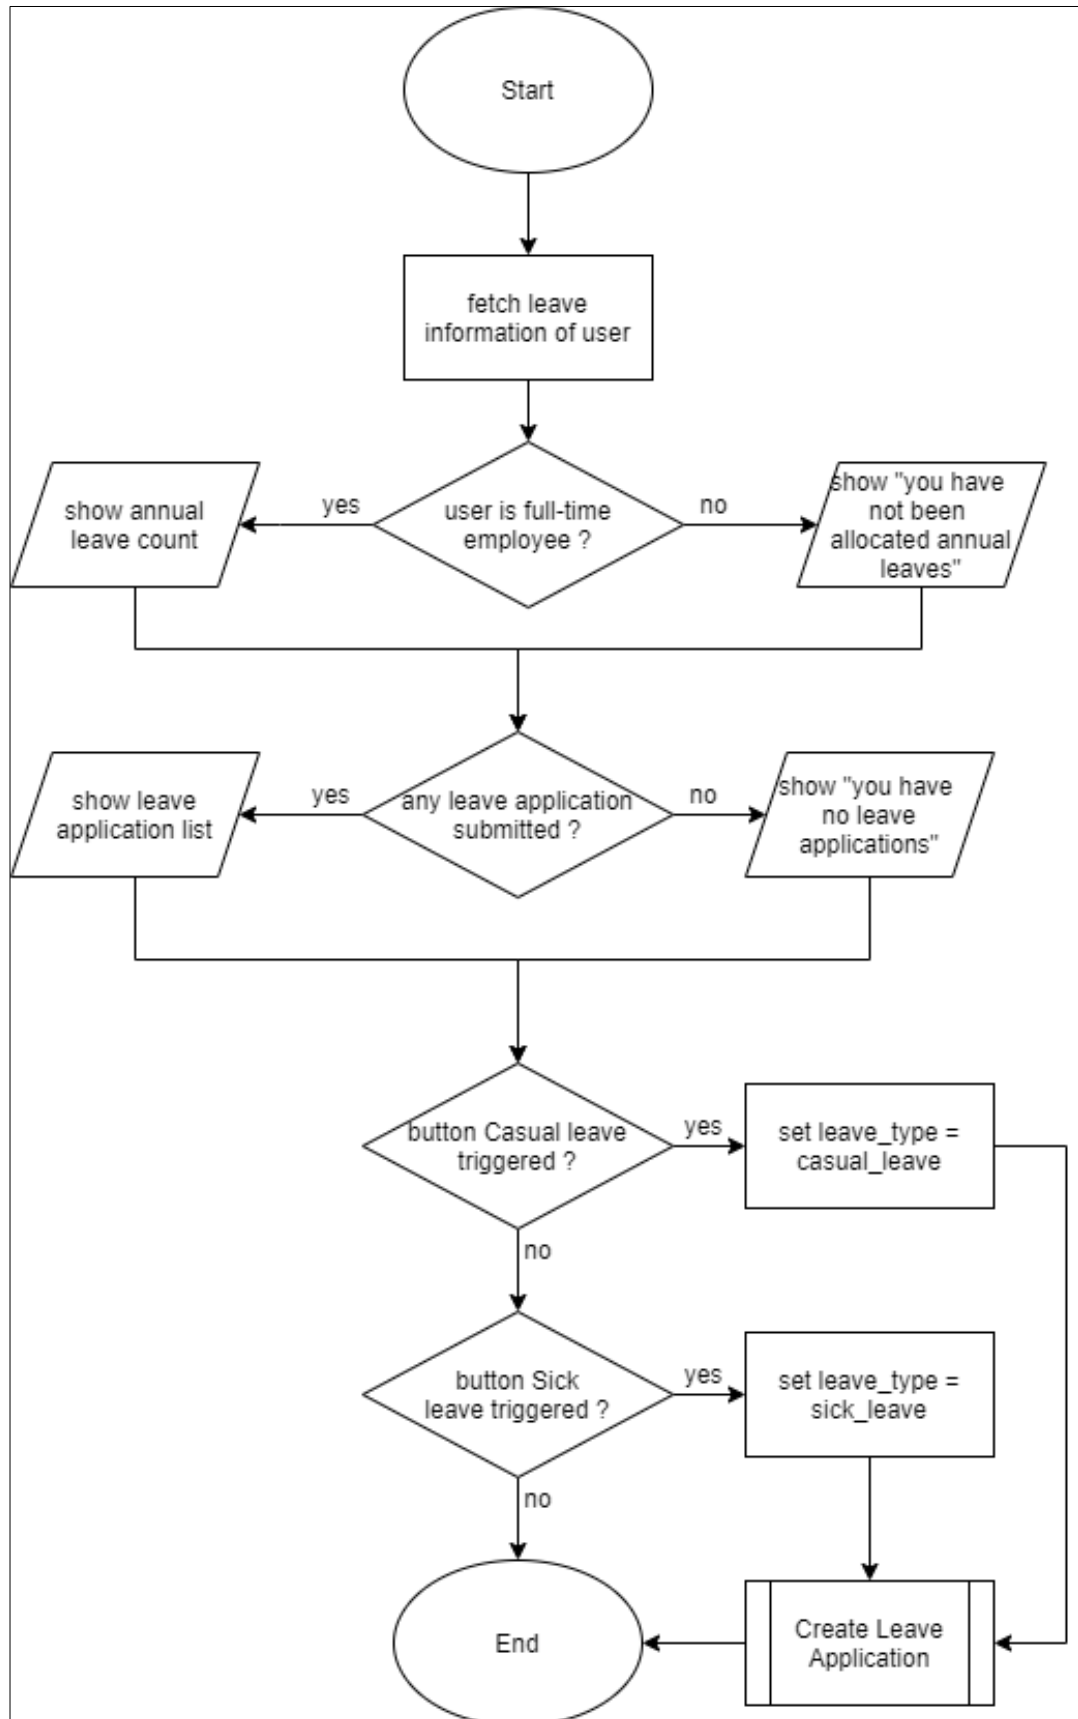 Start
fetch leave
information of user
yes
no
show annual
leave count
user is full-time
employee ?
show "you have
not been
allocated annual
leaves"
yes
no
show leave
application list
any leave application
submitted ?
show "you have
no leave
applications"
button Casual leave
triggered ?
yes
set leave_type =
casual_leave
no
button Sick
leave triggered ?
yes
set leave_type =
sick_leave
no
End
Create Leave
Application